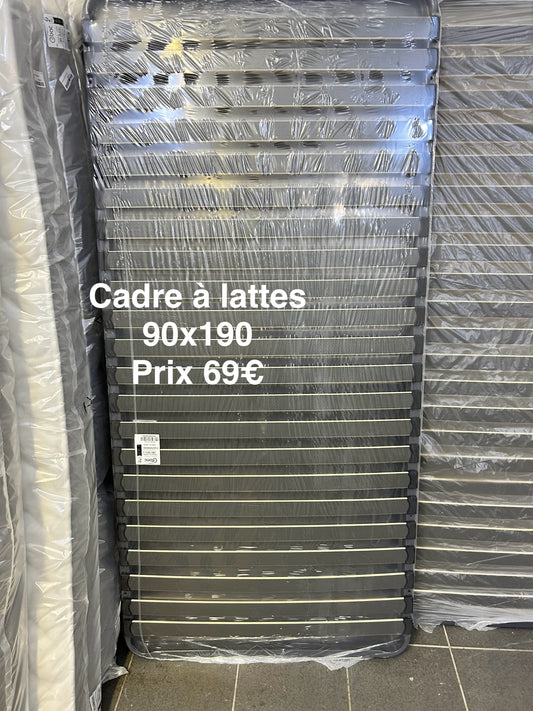 Cadre à lattes
90x190
Prix 69€